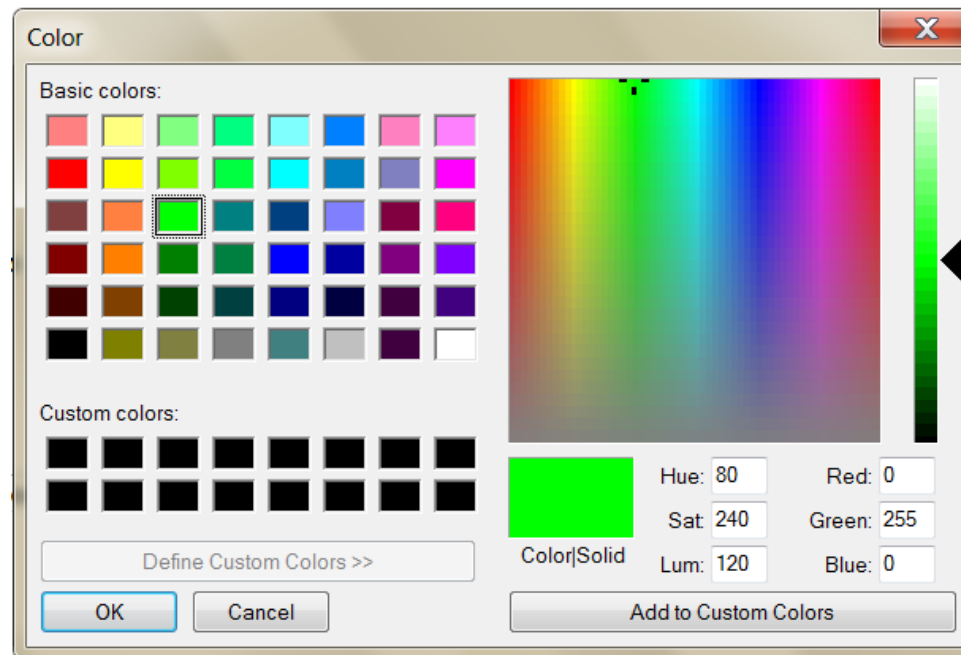 Color
Basic colors:
Custom colors:
Define Custom Colors >>
OK
Cancel
Color|Solid
Hue: 80
Sat: 240
Lum: 120
Red: 0
Green: 255
Blue: 0
Add to Custom Colors